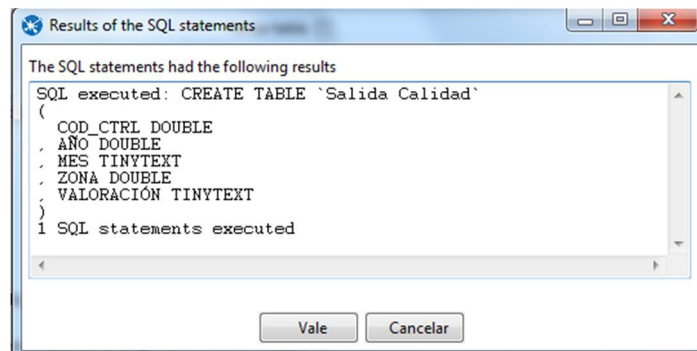 Results of the SQL statements
The SQL statements had the following results
SQL executed: CREATE TABLE `Salida Calidad`
(
  COD_CTRL DOUBLE
, AÑO DOUBLE
, MES TINYTEXT
, ZONA DOUBLE
, VALORACIÓN TINYTEXT
)
1 SQL statements executed
Vale Cancelar